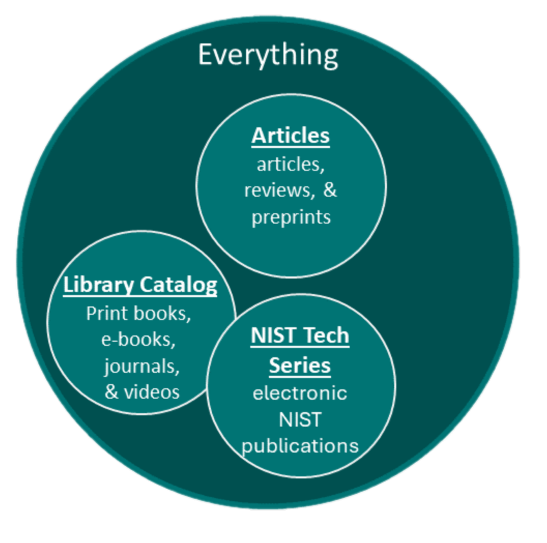 Everything
Articles
articles,
reviews, &
preprints
Library Catalog
Print books,
e-books,
journals,
& videos
NIST Tech
Series
electronic
NIST
publications